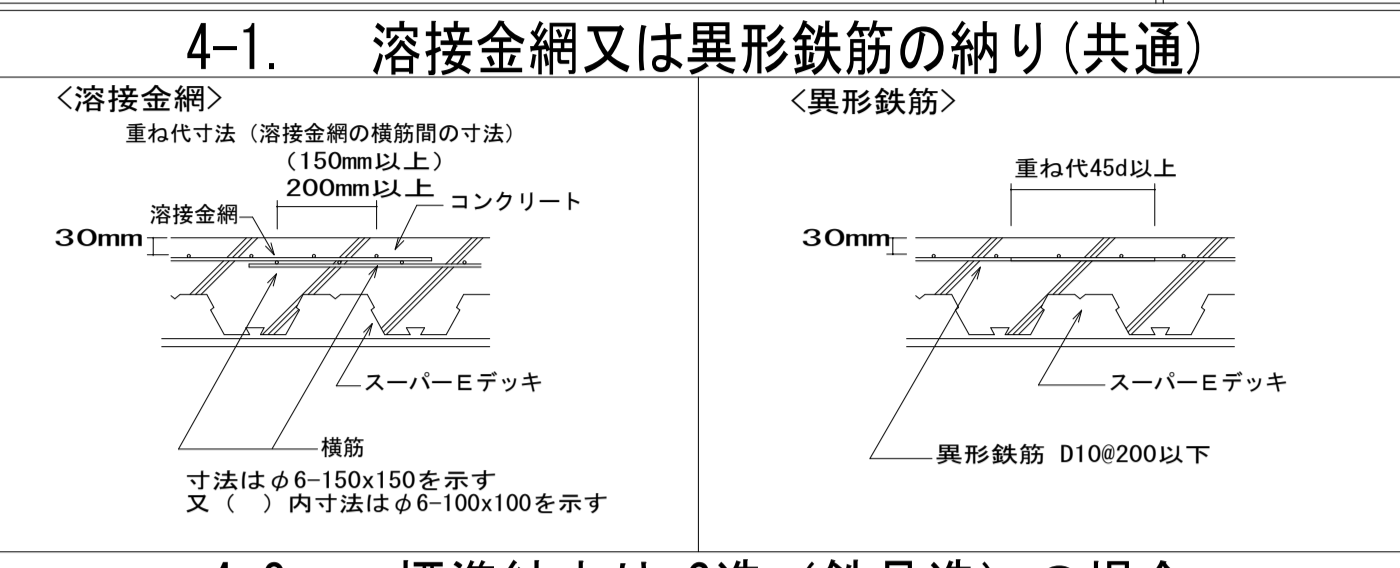 4-1. 溶接金網又は異形鉄筋の納り(共通)
〈溶接金網〉
重ね代寸法（溶接金網の横筋間の寸法）
（150mm以上）
200mm以上
コンクリート
溶接金網
30mm
スーパーEデッキ
横筋
寸法はφ6-150x150を示す
又（　）内寸法はφ6-100x100を示す
〈異形鉄筋〉
重ね代45d以上
30mm
スーパーEデッキ
異形鉄筋 D10@200以下